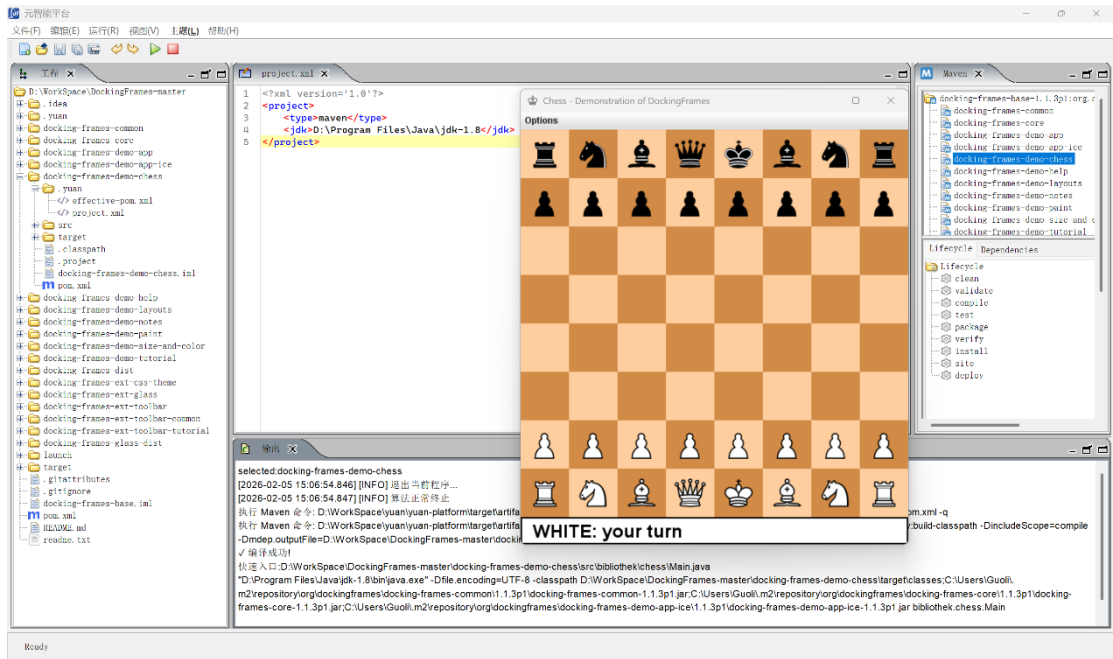 元智能平台
文件(F) 编辑(E) 运行(R) 视图(V) 主题(L) 帮助(H)
工程
D:\WorkSpace\DockingFrames-master
.idea
.yuan
docking-frames-common
docking-frames-core
docking-frames-demo-app
docking-frames-demo-app-ice
docking-frames-demo-chess
.yuan
effective-pom.xml
project.xml
src
target
.classpath
.project
docking-frames-demo-chess.iml
pom.xml
docking-frames-demo-help
docking-frames-demo-layouts
docking-frames-demo-notes
docking-frames-demo-paint
docking-frames-demo-size-and-color
docking-frames-demo-tutorial
docking-frames-dist
docking-frames-ext-css-theme
docking-frames-ext-glass
docking-frames-ext-toolbar
docking-frames-ext-toolbar-common
docking-frames-ext-toolbar-tutorial
docking-frames-glass-dist
launch
target
.gitattributes
.gitignore
docking-frames-base.iml
pom.xml
README.md
readme.txt
project.xml
1 <?xml version='1.0'?>
2 <project>
3 <type>maven</type>
4 <jdk>D:\Program Files\Java\jdk-1.8</jdk>
5 </project>
Chess - Demonstration of DockingFrames
Options
WHITE: your turn
Maven
docking-frames-base-1.1.3p1:org.
docking-frames-common
docking-frames-core
docking-frames-demo-app
docking-frames-demo-app-ice
docking-frames-demo-chess
docking-frames-demo-help
docking-frames-demo-layouts
docking-frames-demo-notes
docking-frames-demo-paint
docking-frames-demo-size-and-c
docking-frames-demo-tutorial
Lifecycle Dependencies
Lifecycle
clean
validate
compile
test
package
verify
install
site
deploy
输出
selected:docking-frames-demo-chess
[2026-02-05 15:06:54.846] [INFO] 退出当前程序...
[2026-02-05 15:06:54.847] [INFO] 算法正常终止
执行 Maven 命令: D:\WorkSpace\yuan\yuan-platform\target\artifa om.xml -q
执行 Maven 命令: D:\WorkSpace\yuan\yuan-platform\target\artifa y:build-classpath -DincludeScope=compile
-Dmdep.outputFile=D:\WorkSpace\DockingFrames-master\dockin
✓ 编译成功!
快速入口:D:\WorkSpace\DockingFrames-master\docking-frames-demo-chess\src\bibliothek\chess\Main.java
"D:\Program Files\Java\jdk-1.8\bin\java.exe" -Dfile.encoding=UTF-8 -classpath D:\WorkSpace\DockingFrames-master\docking-frames-demo-chess\target\classes;C:\Users\Guoli\.
m2\repository\org\dockingframes\docking-frames-common\1.1.3p1\docking-frames-common-1.1.3p1.jar;C:\Users\Guoli\.m2\repository\org\dockingframes\docking-frames-core\1.1.3p1\docking-
frames-core-1.1.3p1.jar;C:\Users\Guoli\.m2\repository\org\dockingframes\docking-frames-demo-app-ice\1.1.3p1\docking-frames-demo-app-ice-1.1.3p1.jar bibliothek.chess.Main
Ready